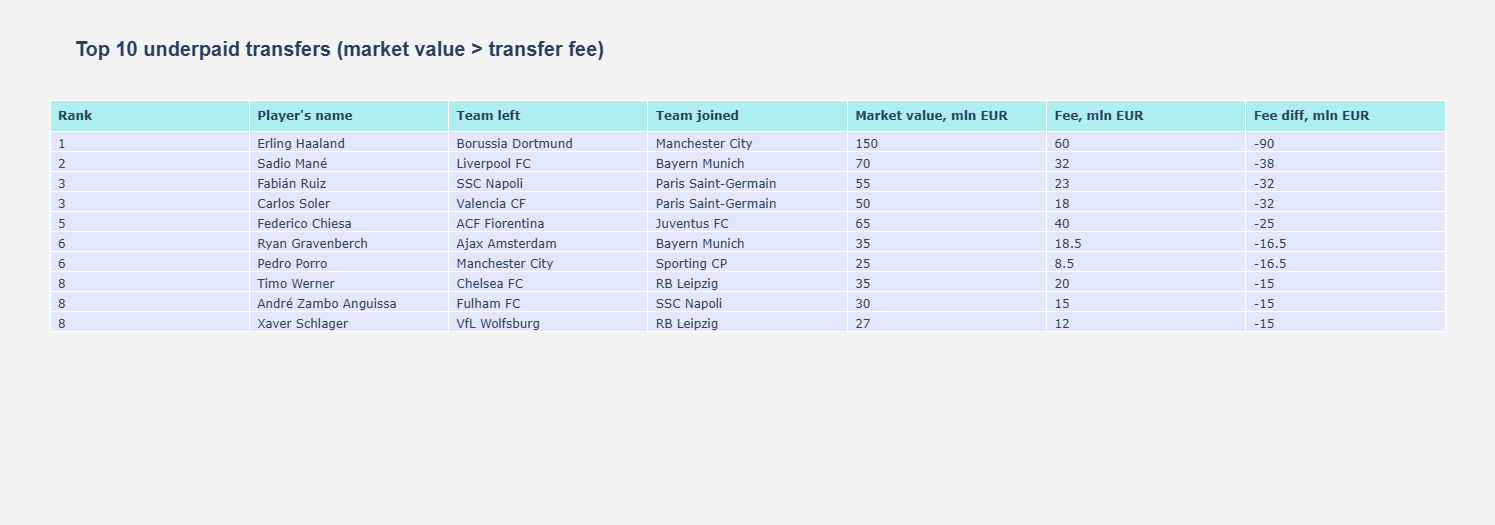 Top 10 underpaid transfers (market value > transfer fee)
Rank Player's name Team left Team joined Market value, mln EUR Fee, mln EUR Fee diff, mln EUR
1 Erling Haaland Borussia Dortmund Manchester City 150 60 -90
2 Sadio Mané Liverpool FC Bayern Munich 70 32 -38
3 Fabián Ruiz SSC Napoli Paris Saint-Germain 55 23 -32
3 Carlos Soler Valencia CF Paris Saint-Germain 50 18 -32
5 Federico Chiesa ACF Fiorentina Juventus FC 65 40 -25
6 Ryan Gravenberch Ajax Amsterdam Bayern Munich 35 18.5 -16.5
6 Pedro Porro Manchester City Sporting CP 25 8.5 -16.5
8 Timo Werner Chelsea FC RB Leipzig 35 20 -15
8 André Zambo Anguissa Fulham FC SSC Napoli 30 15 -15
8 Xaver Schlager VfL Wolfsburg RB Leipzig 27 12 -15